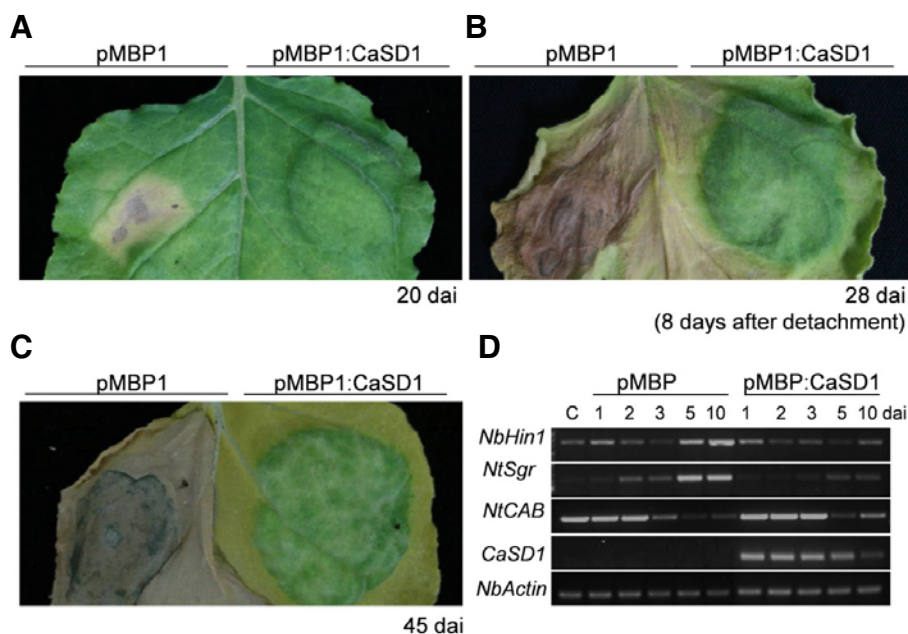 A
pMBP1 pMBP1:CaSD1
20 dai
B
pMBP1 pMBP1:CaSD1
28 dai
(8 days after detachment)
C
pMBP1 pMBP1:CaSD1
45 dai
D
pMBP pMBP:CaSD1
C 1 2 3 5 10 1 2 3 5 10 dai
NbHin1
NtSgr
NtCAB
CaSD1
NbActin